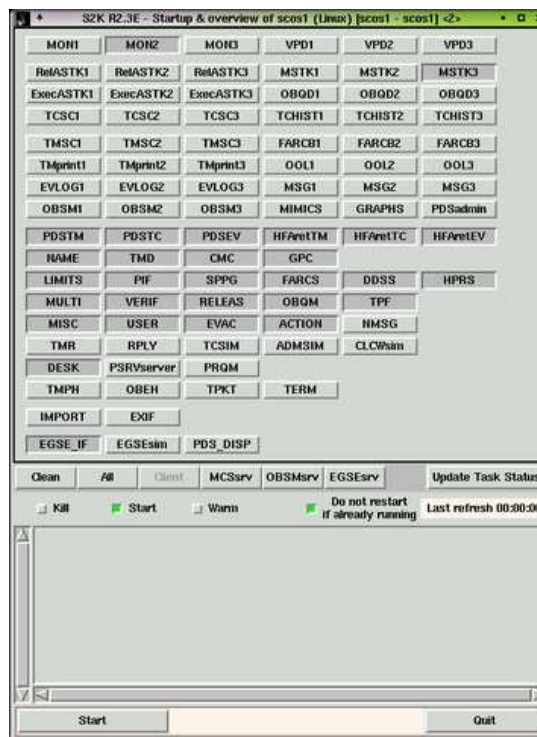 S2K R2.3E - Startup & overview of scos1 (Linux) [scos1 - scos1] <2>
MON1 MON2 MON3 VPD1 VPD2 VPD3
RelASTK1 RelASTK2 RelASTK3 MSTK1 MSTK2 MSTK3
ExecASTK1 ExecASTK2 ExecASTK3 OBQD1 OBQD2 OBQD3
TCSC1 TCSC2 TCSC3 TCHIST1 TCHIST2 TCHIST3
TMSC1 TMSC2 TMSC3 FARCB1 FARCB2 FARCB3
TMprint1 TMprint2 TMprint3 OOL1 OOL2 OOL3
EVLOG1 EVLOG2 EVLOG3 MSG1 MSG2 MSG3
OBSM1 OBSM2 OBSM3 MIMICS GRAPHS PDSadmin
PDSTM PDSTC PDSEV HFAretTM HFAretTC HFAretEV
NAME TMD CMC GPC
LIMITS PIF SPPG FARCS DDSS HPRS
MULTI VERIF RELEAS OBQM TPF
MISC USER EVAC ACTION NMSG
TMR RPLY TCSIM ADMSIM CLCWsim
DESK PSRVserver PRQM
TMPH OBEH TPKT TERM
IMPORT EXIF
EGSE_IF EGSEsim PDS_DISP
Clean All Client MCSsrv OBSMsrv EGSEsrv Update Task Status
Kill Start Warm Do not restart if already running Last refresh 00:00:0
Start Quit